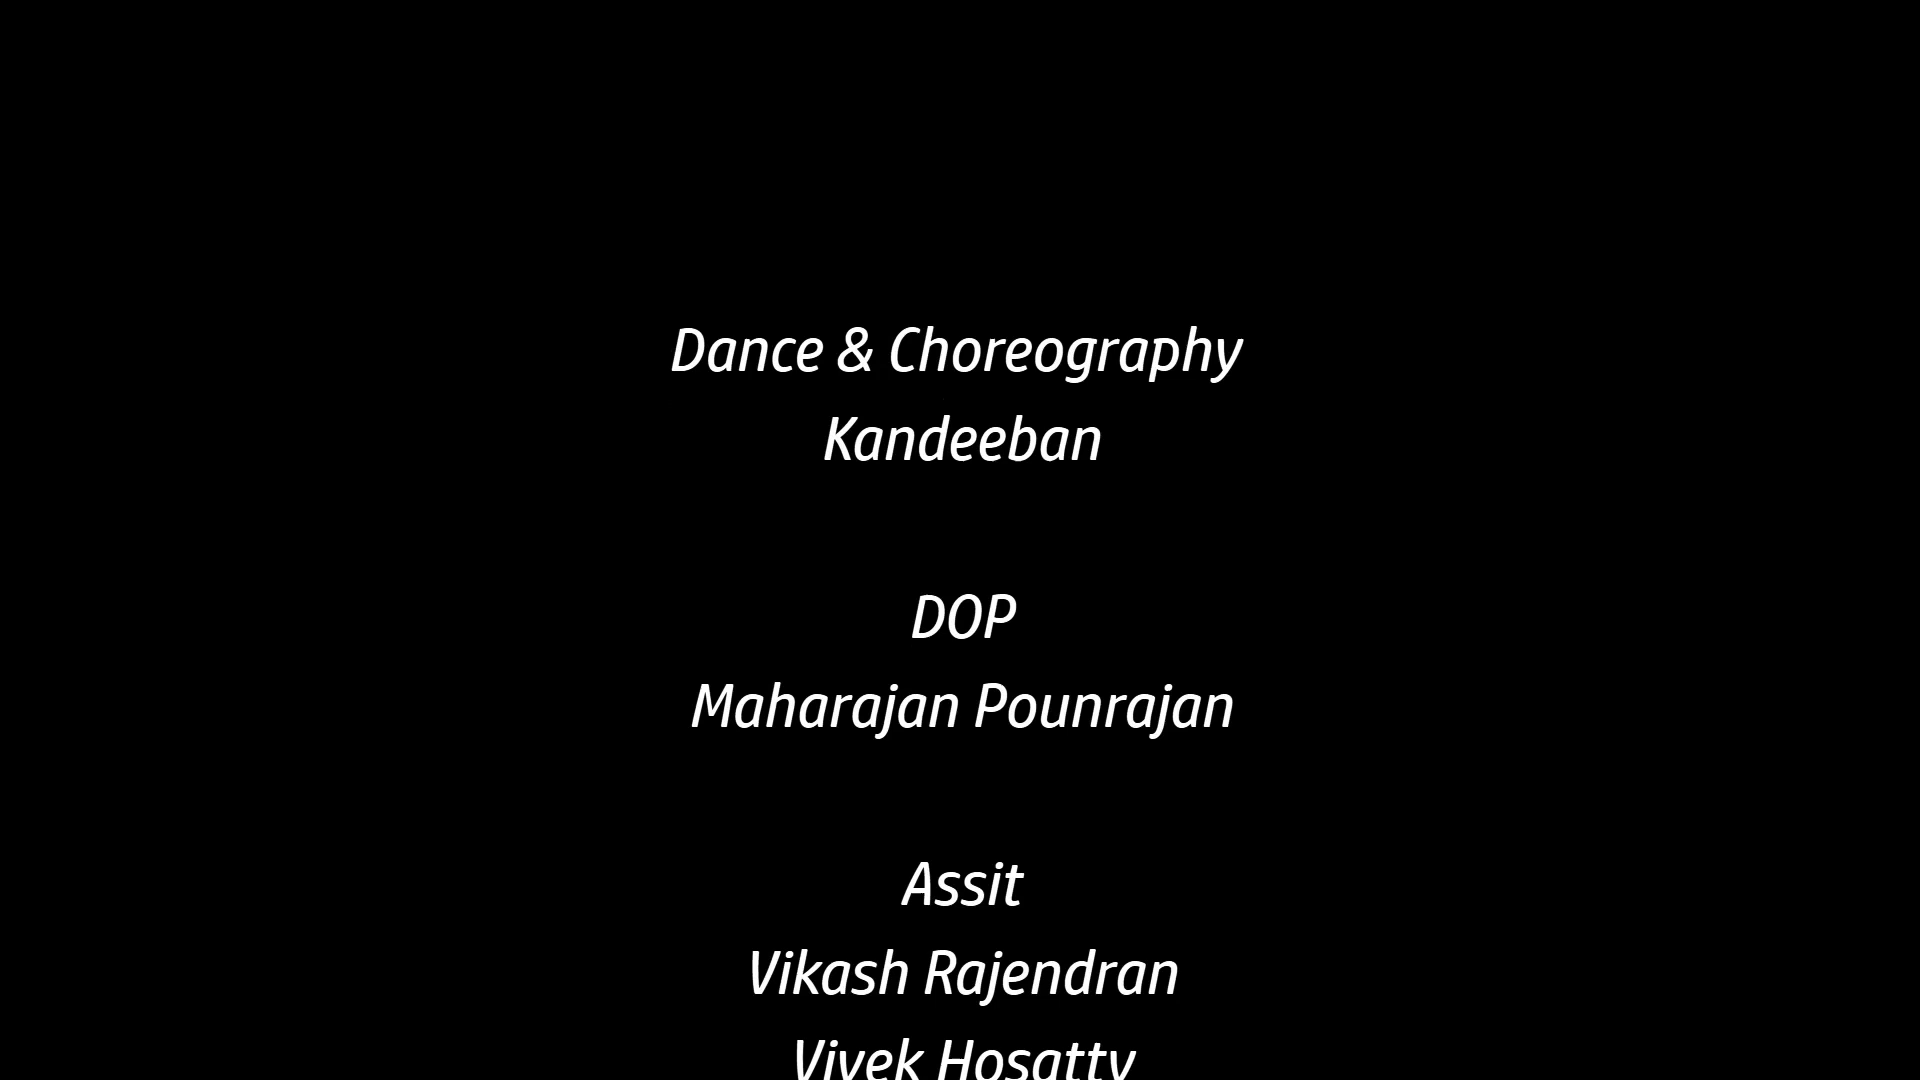 Dance & Choreography
Kandeeban
DOP
Maharajan Pounrajan
Assit
Vikash Rajendran
Vivek Hosatty